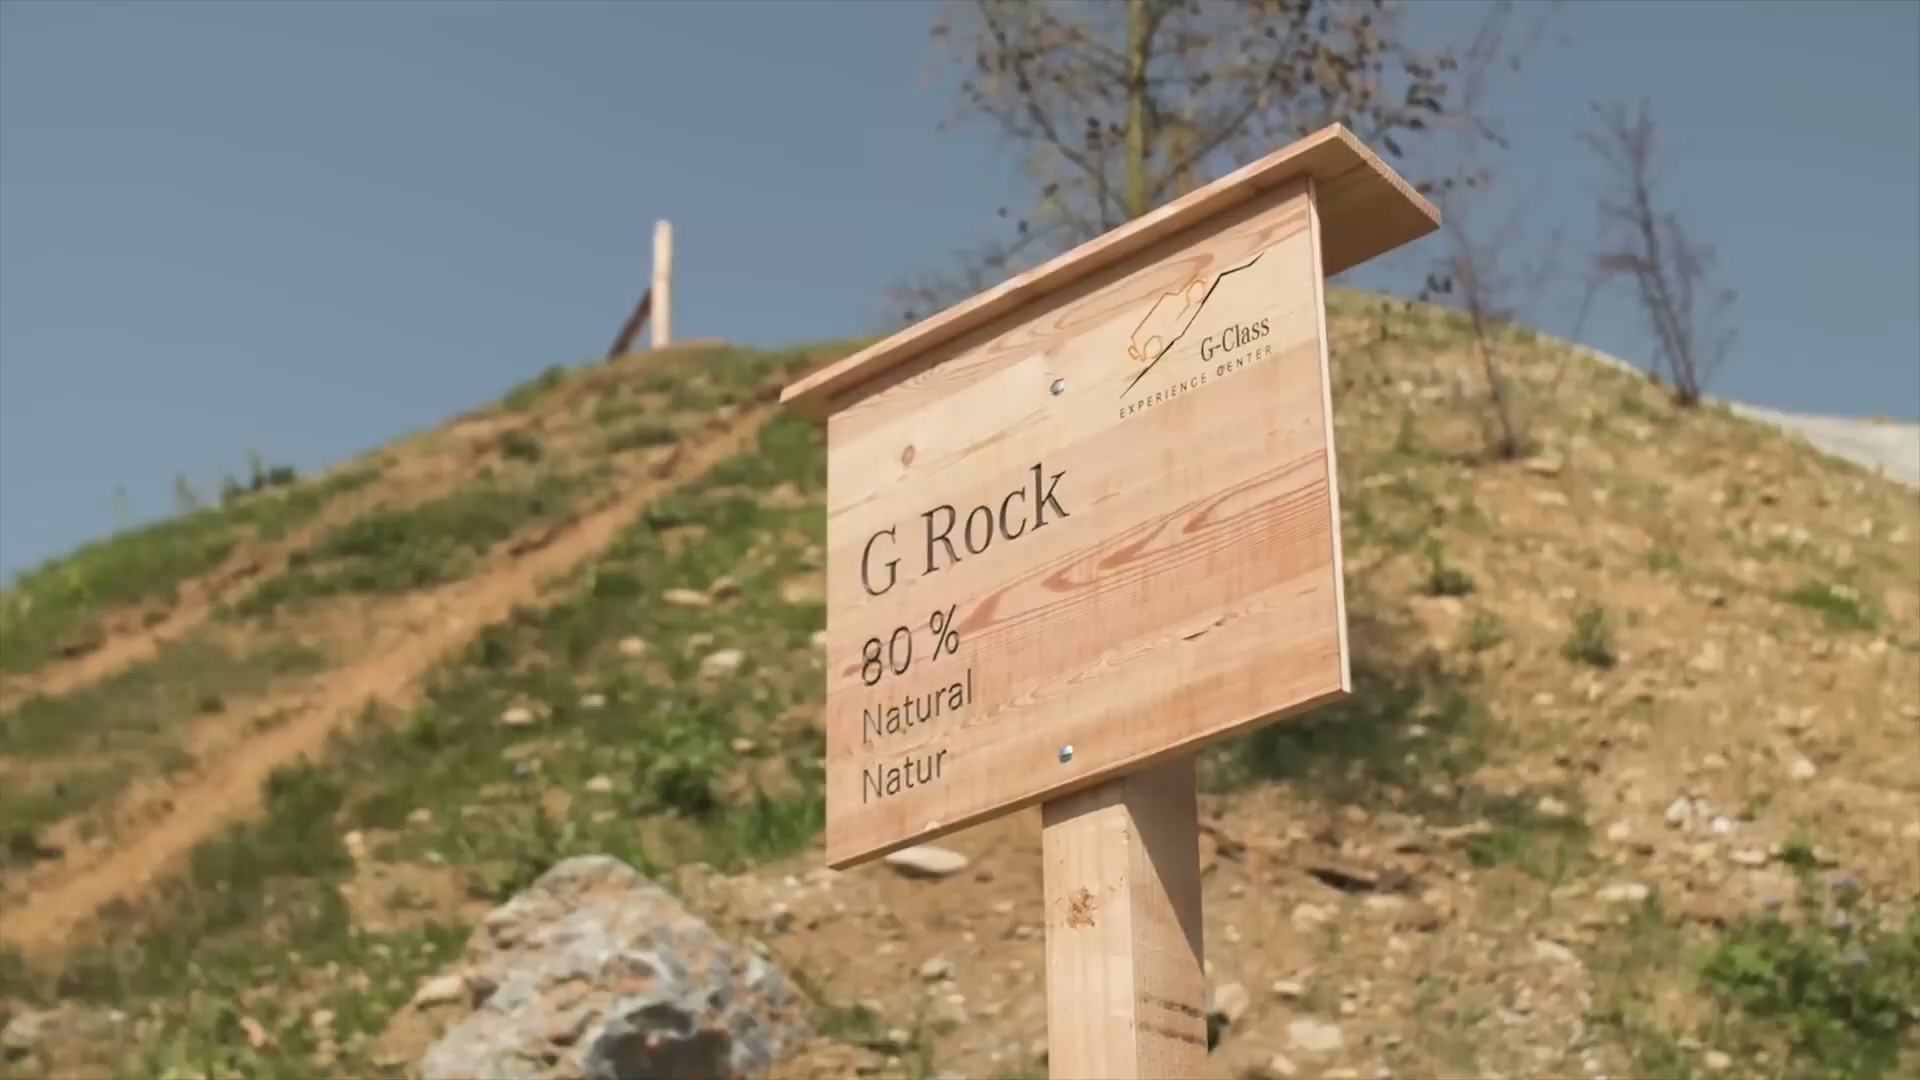 G-Class
EXPERIENCE CENTER
G Rock
80 %
Natural
Natur